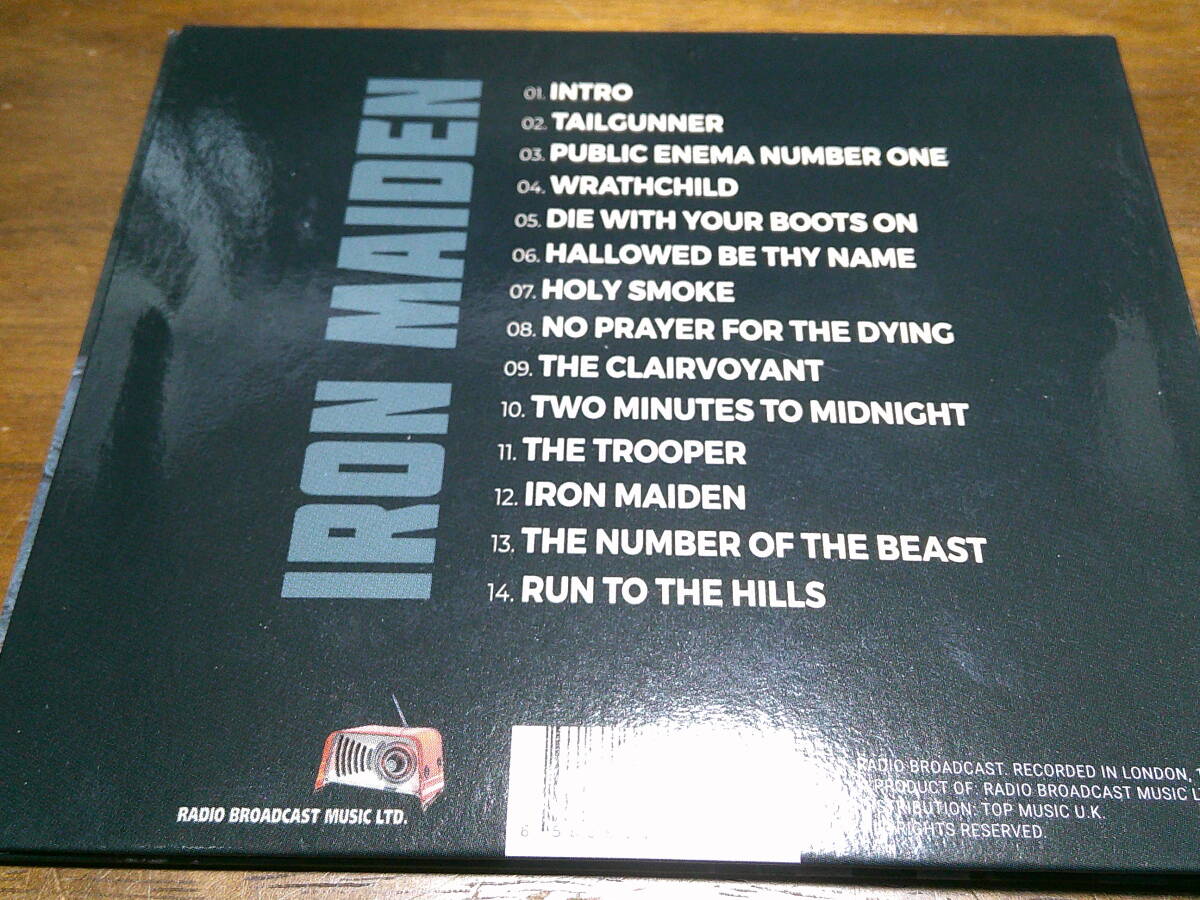 IRON MAIDEN
01. INTRO
02. TAILGUNNER
03. PUBLIC ENEMA NUMBER ONE
04. WRATHCHILD
05. DIE WITH YOUR BOOTS ON
06. HALLOWED BE THY NAME
07. HOLY SMOKE
08. NO PRAYER FOR THE DYING
09. THE CLAIRVOYANT
10. TWO MINUTES TO MIDNIGHT
11. THE TROOPER
12. IRON MAIDEN
13. THE NUMBER OF THE BEAST
14. RUN TO THE HILLS
RADIO BROADCAST MUSIC LTD.
RADIO BROADCAST. RECORDED IN LONDON,
PRODUCT OF: RADIO BROADCAST MUSIC
DISTRIBUTION: TOP MUSIC U.K.
RIGHTS RESERVED.